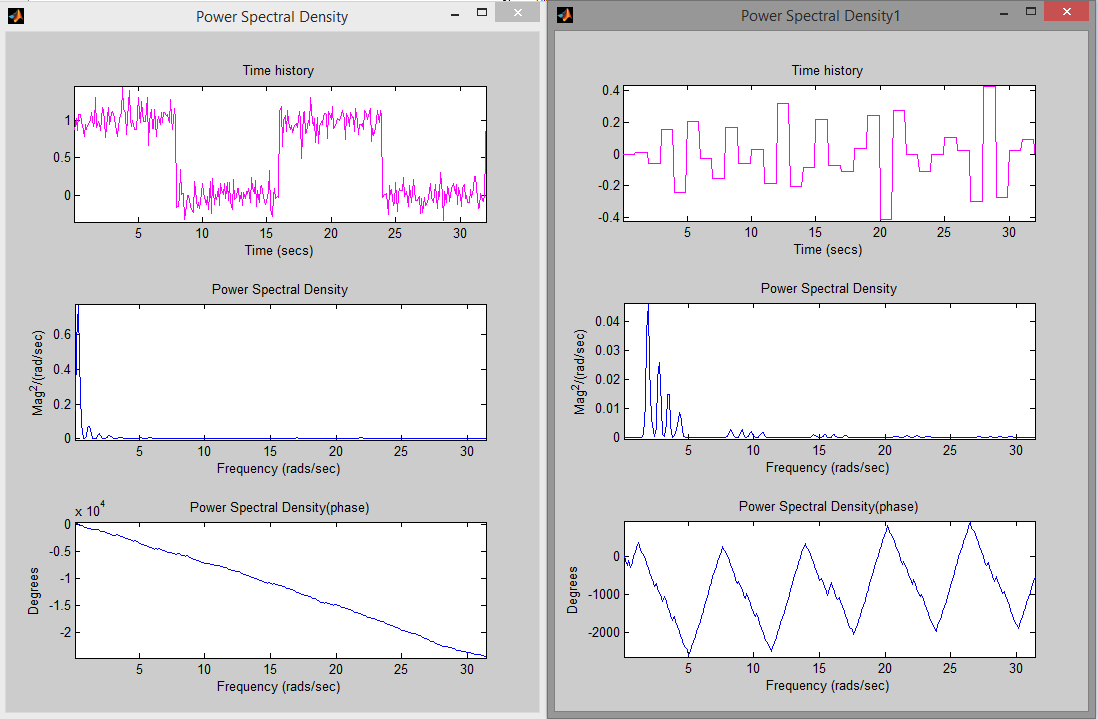 Power Spectral Density
Time history
1
0.5
0
5 10 15 20 25 30
Time (secs)
Power Spectral Density
Mag2/(rad/sec)
0.6
0.4
0.2
0
5 10 15 20 25 30
Frequency (rads/sec)
x 10^4
Power Spectral Density(phase)
Degrees
0
-0.5
-1
-1.5
-2
5 10 15 20 25 30
Frequency (rads/sec)
Power Spectral Density1
Time history
0.4
0.2
0
-0.2
-0.4
5 10 15 20 25 30
Time (secs)
Power Spectral Density
Mag2/(rad/sec)
0.04
0.03
0.02
0.01
0
5 10 15 20 25 30
Frequency (rads/sec)
Power Spectral Density(phase)
Degrees
0
-1000
-2000
5 10 15 20 25 30
Frequency (rads/sec)